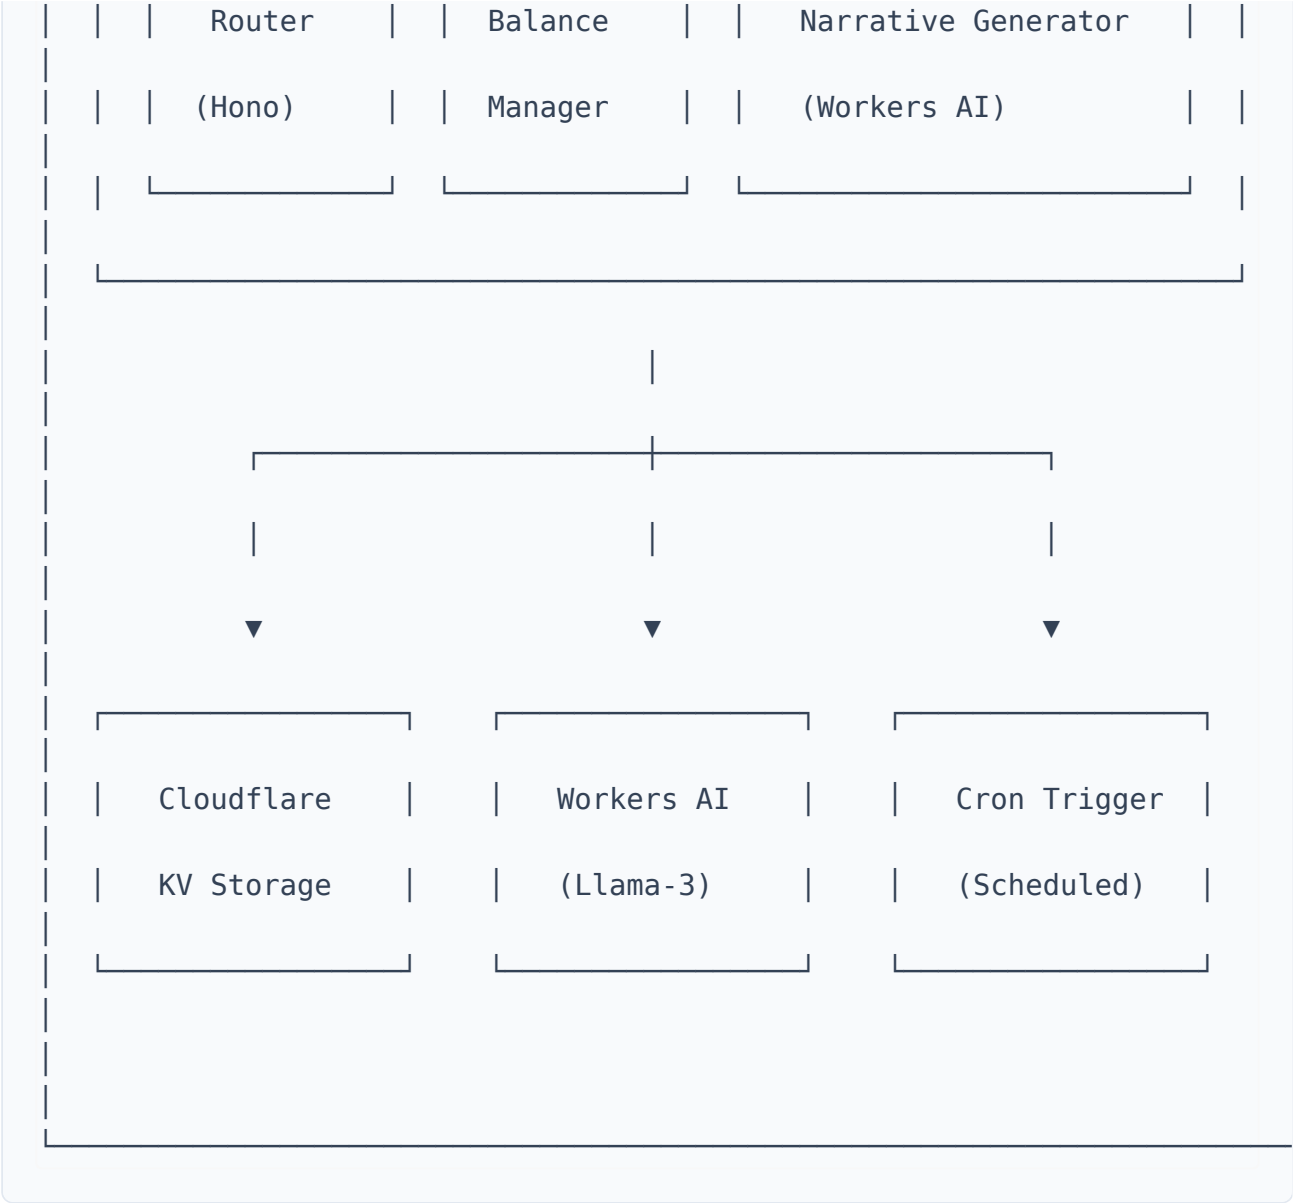 Router Balance Narrative Generator
(Hono) Manager (Workers AI)
Cloudflare Workers AI Cron Trigger
KV Storage (Llama-3) (Scheduled)